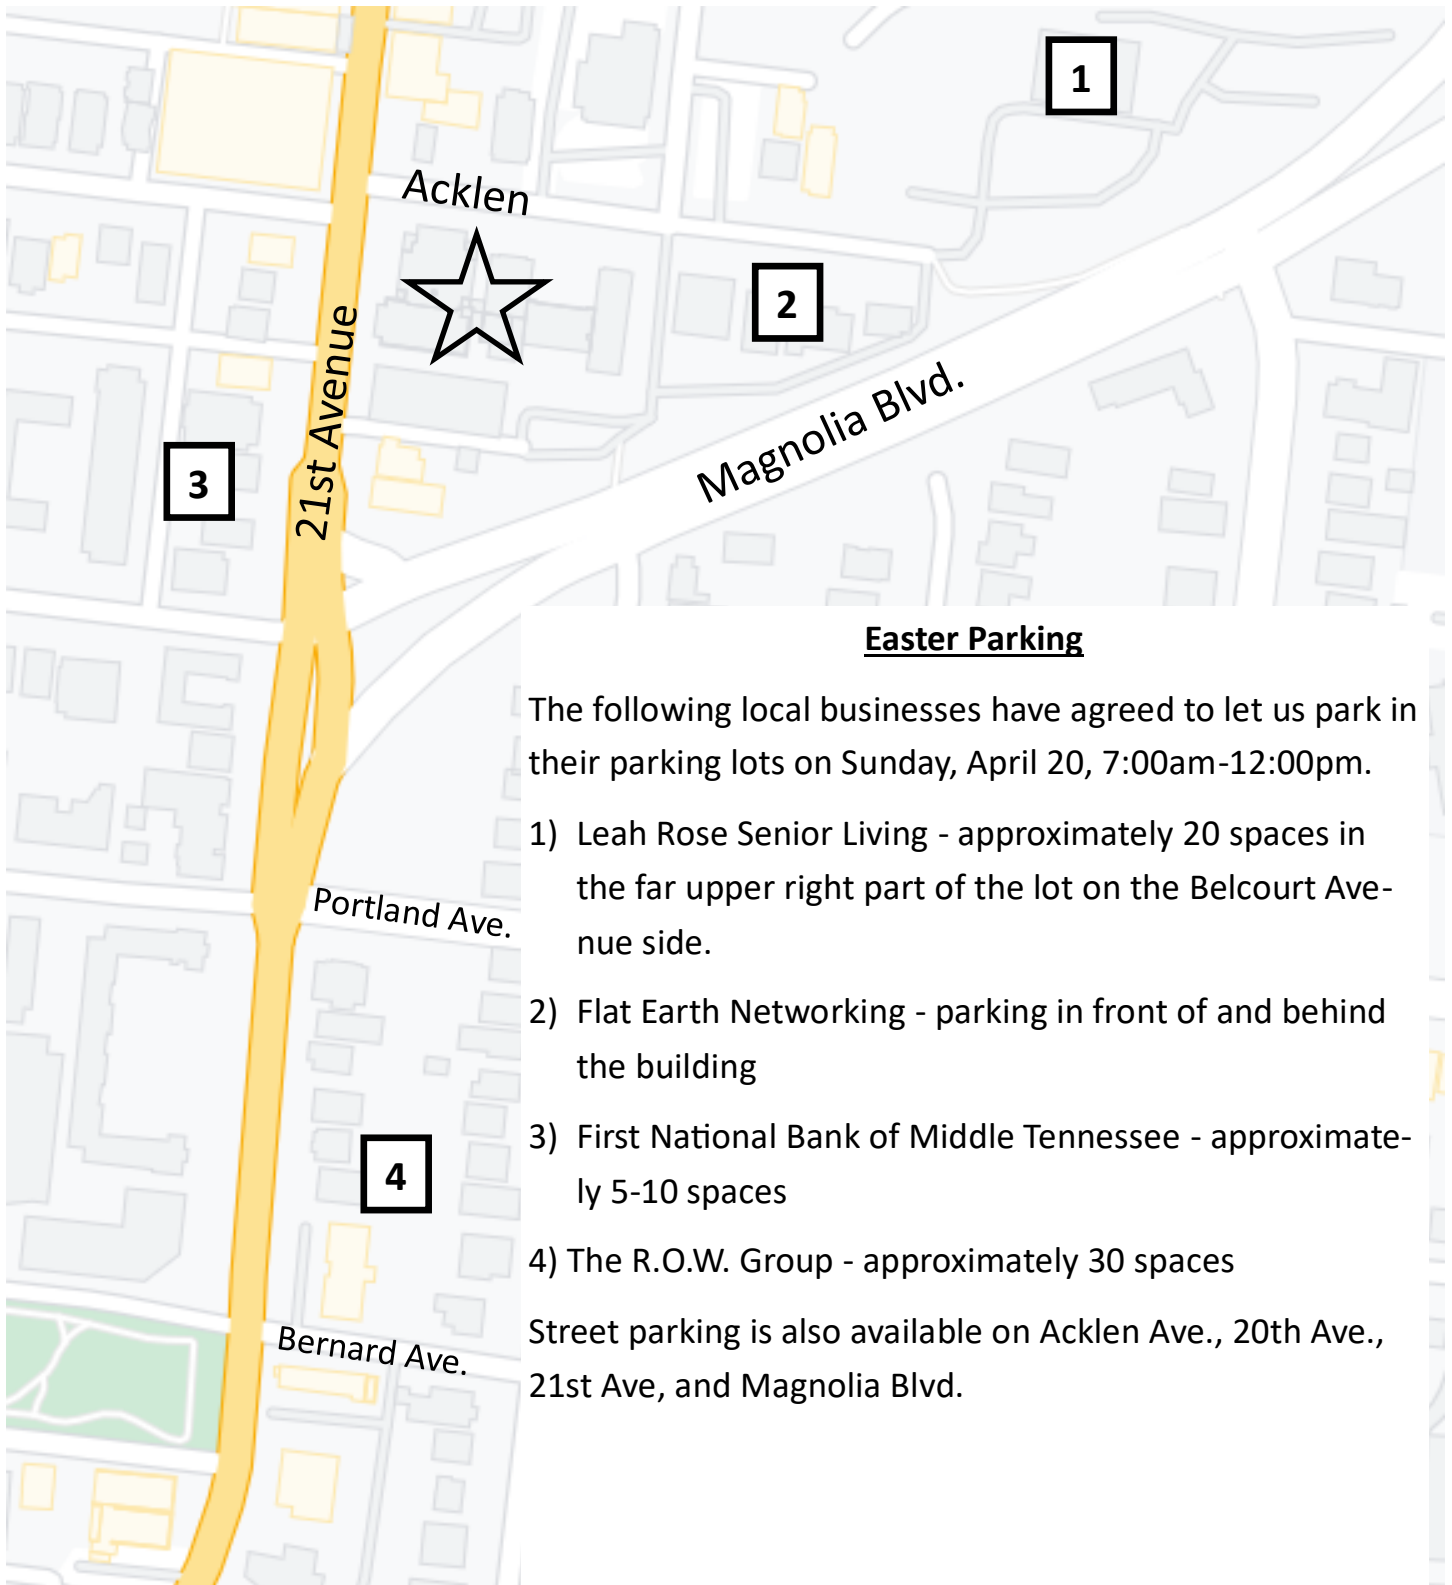 1
Acklen
2
21st Avenue
Magnolia Blvd.
3
Easter Parking
The following local businesses have agreed to let us park in
their parking lots on Sunday, April 20, 7:00am-12:00pm.
1) Leah Rose Senior Living - approximately 20 spaces in
the far upper right part of the lot on the Belcourt Ave-
nue side.
Portland Ave.
2) Flat Earth Networking - parking in front of and behind
the building
3) First National Bank of Middle Tennessee - approximate-
ly 5-10 spaces
4
4) The R.O.W. Group - approximately 30 spaces
Street parking is also available on Acklen Ave., 20th Ave.,
21st Ave, and Magnolia Blvd.
Bernard Ave.